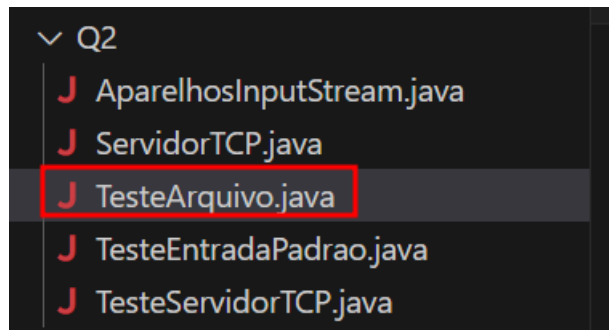 Q2
J AparelhosInputStream.java
J ServidorTCP.java
J TesteArquivo.java
J TesteEntradaPadrao.java
J TesteServidorTCP.java